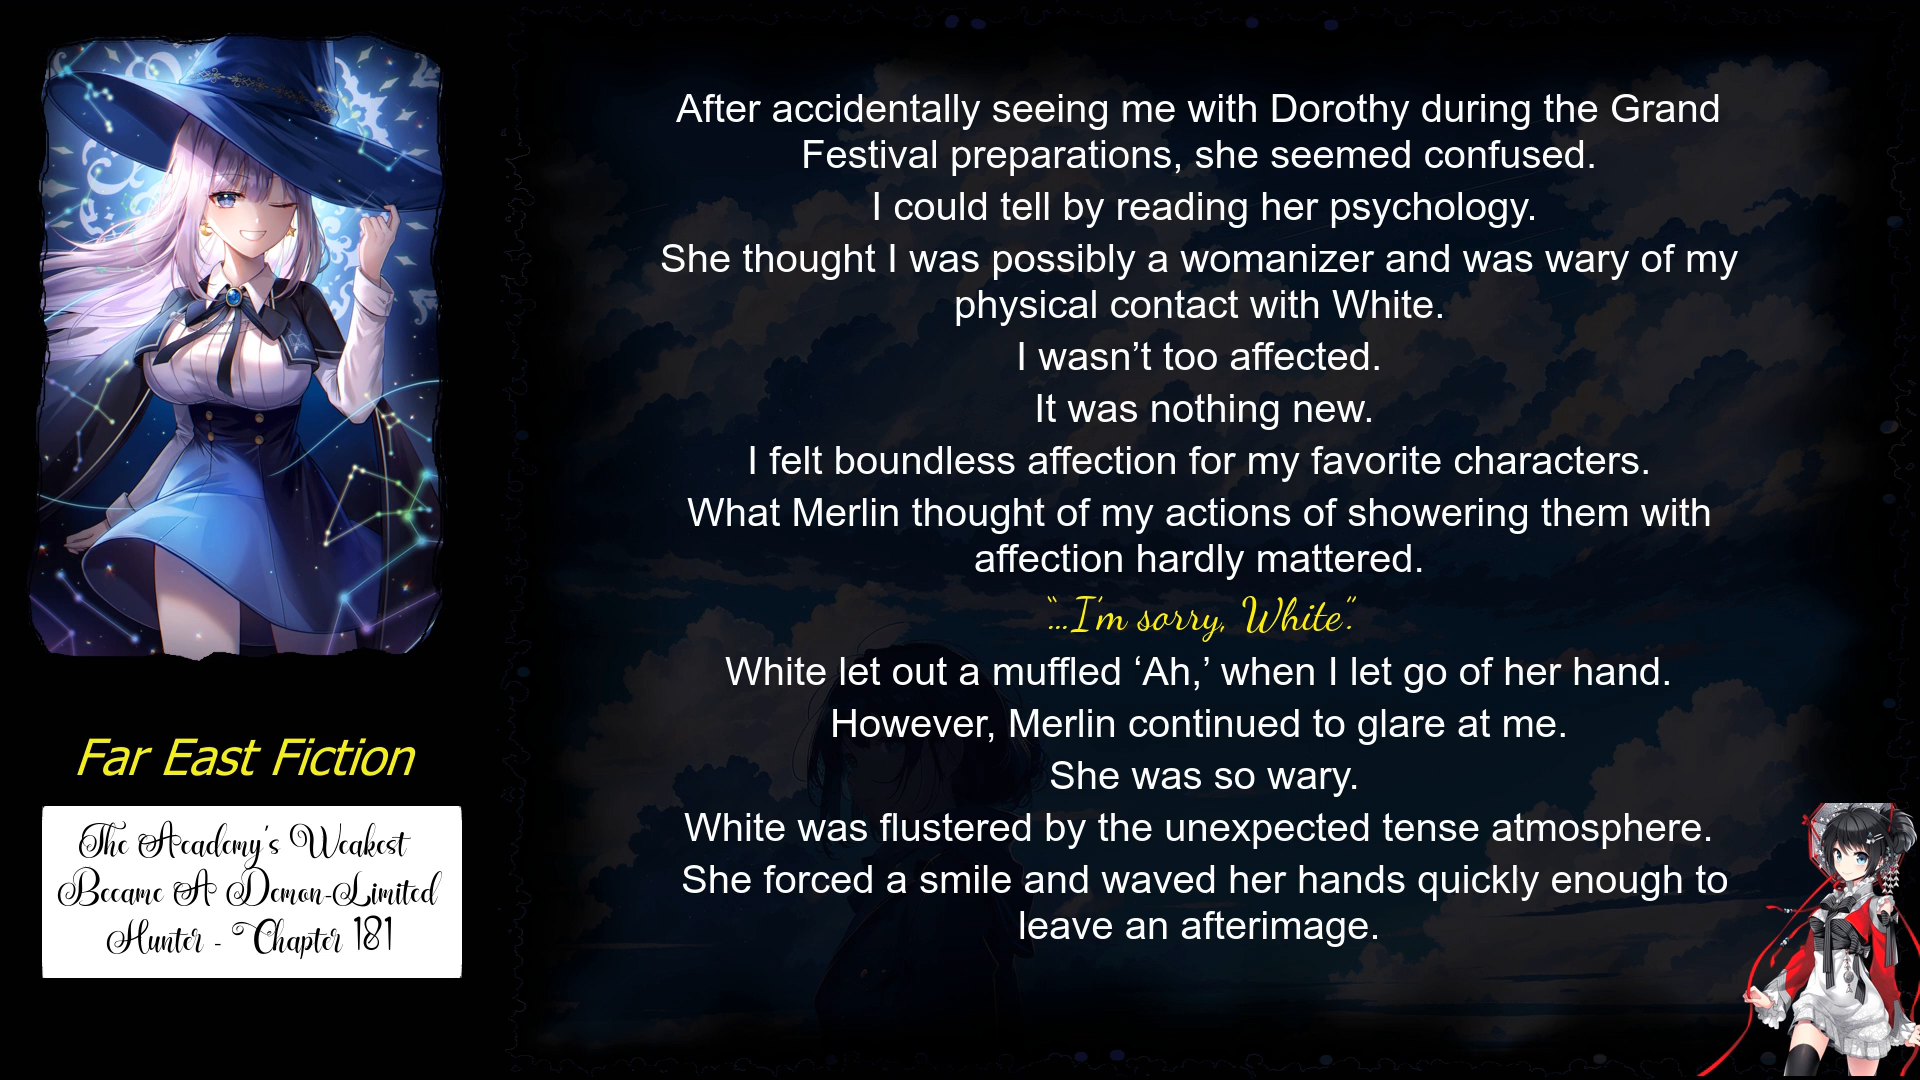 After accidentally seeing me with Dorothy during the Grand
Festival preparations, she seemed confused.
I could tell by reading her psychology.
She thought I was possibly a womanizer and was wary of my
physical contact with White.
I wasn’t too affected.
It was nothing new.
I felt boundless affection for my favorite characters.
What Merlin thought of my actions of showering them with
affection hardly mattered.
“...I’m sorry, White”.
White let out a muffled ‘Ah,’ when I let go of her hand.
However, Merlin continued to glare at me.
She was so wary.
White was flustered by the unexpected tense atmosphere.
She forced a smile and waved her hands quickly enough to
leave an afterimage.
Far East Fiction
The Academy's Weakest
Became A Demon-Limited
Hunter - Chapter 181